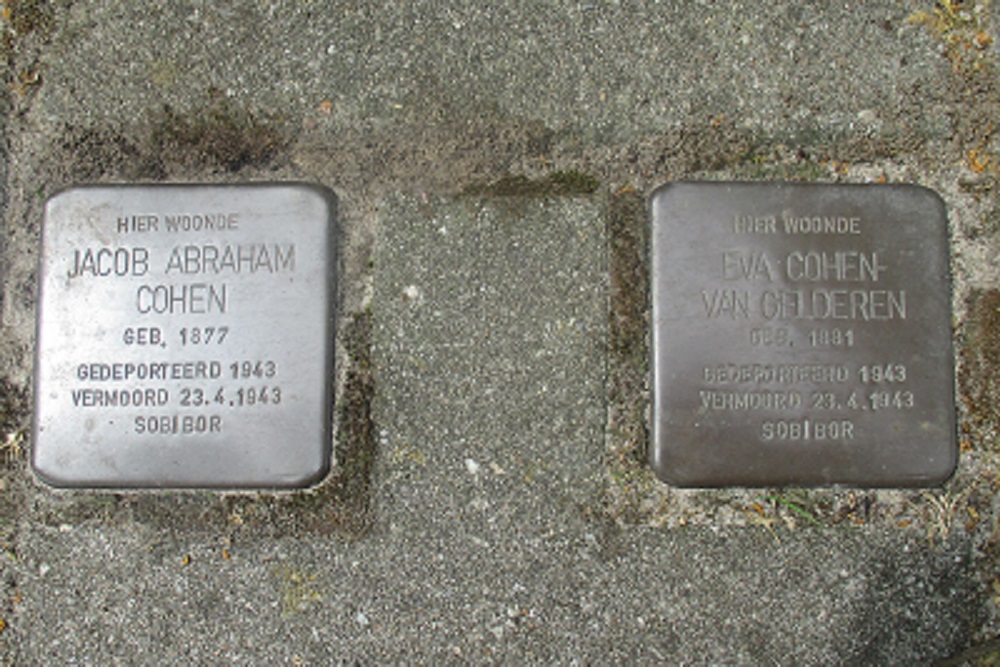 HIER WOONDE
JACOB ABRAHAM
COHEN
GEB. 1877
GEDEPORTEERD 1943
VERMOORD 23.4.1943
SOBIBOR
HIER WOONDE
EVA COHEN-
VAN GELDEREN
GEB. 1881
GEDEPORTEERD 1943
VERMOORD 23.4.1943
SOBIBOR